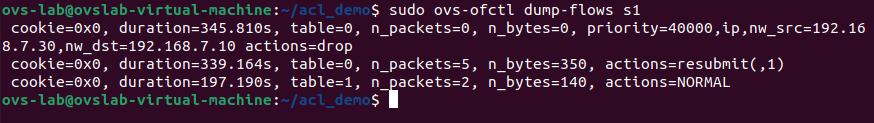 ovs-lab@ovslab-virtual-machine:~/acl_demo$ sudo ovs-ofctl dump-flows s1
 cookie=0x0, duration=345.810s, table=0, n_packets=0, n_bytes=0, priority=40000,ip,nw_src=192.16
8.7.30,nw_dst=192.168.7.10 actions=drop
 cookie=0x0, duration=339.164s, table=0, n_packets=5, n_bytes=350, actions=resubmit(,1)
 cookie=0x0, duration=197.190s, table=1, n_packets=2, n_bytes=140, actions=NORMAL
ovs-lab@ovslab-virtual-machine:~/acl_demo$